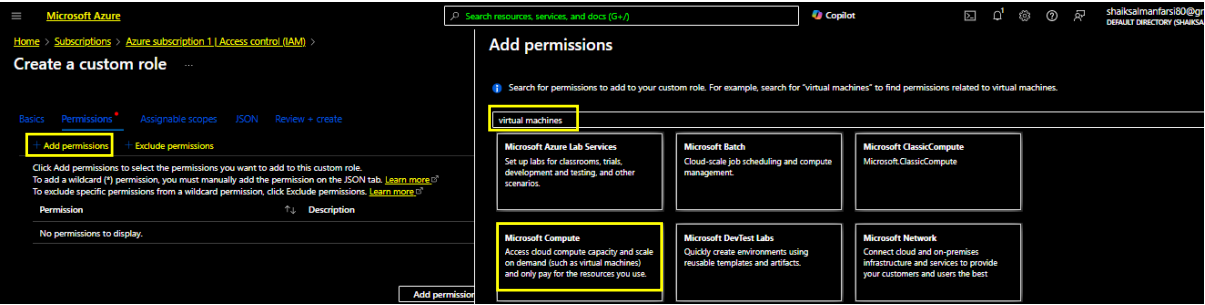 Microsoft Azure
Search resources, services, and docs (G+/)
Copilot
shaiksalmanfarsi80@gr
DEFAULT DIRECTORY (SHAIKSA
Home > Subscriptions > Azure subscription 1 | Access control (IAM) >
Create a custom role ...
Basics Permissions * Assignable scopes JSON Review + create
+ Add permissions + Exclude permissions
Click Add permissions to select the permissions you want to add to this custom role.
To add a wildcard (*) permission, you must manually add the permission on the JSON tab. Learn more
To exclude specific permissions from a wildcard permission, click Exclude permissions. Learn more
Permission ↑↓ Description
No permissions to display.
Add permission
Add permissions
Search for permissions to add to your custom role. For example, search for "virtual machines" to find permissions related to virtual machines.
virtual machines
Microsoft Azure Lab Services
Set up labs for classrooms, trials,
development and testing, and other
scenarios.
Microsoft Batch
Cloud-scale job scheduling and compute
management.
Microsoft ClassicCompute
Microsoft.ClassicCompute
Microsoft Compute
Access cloud compute capacity and scale
on demand (such as virtual machines)
and only pay for the resources you use.
Microsoft DevTest Labs
Quickly create environments using
reusable templates and artifacts.
Microsoft Network
Connect cloud and on-premises
infrastructure and services to provide
your customers and users the best